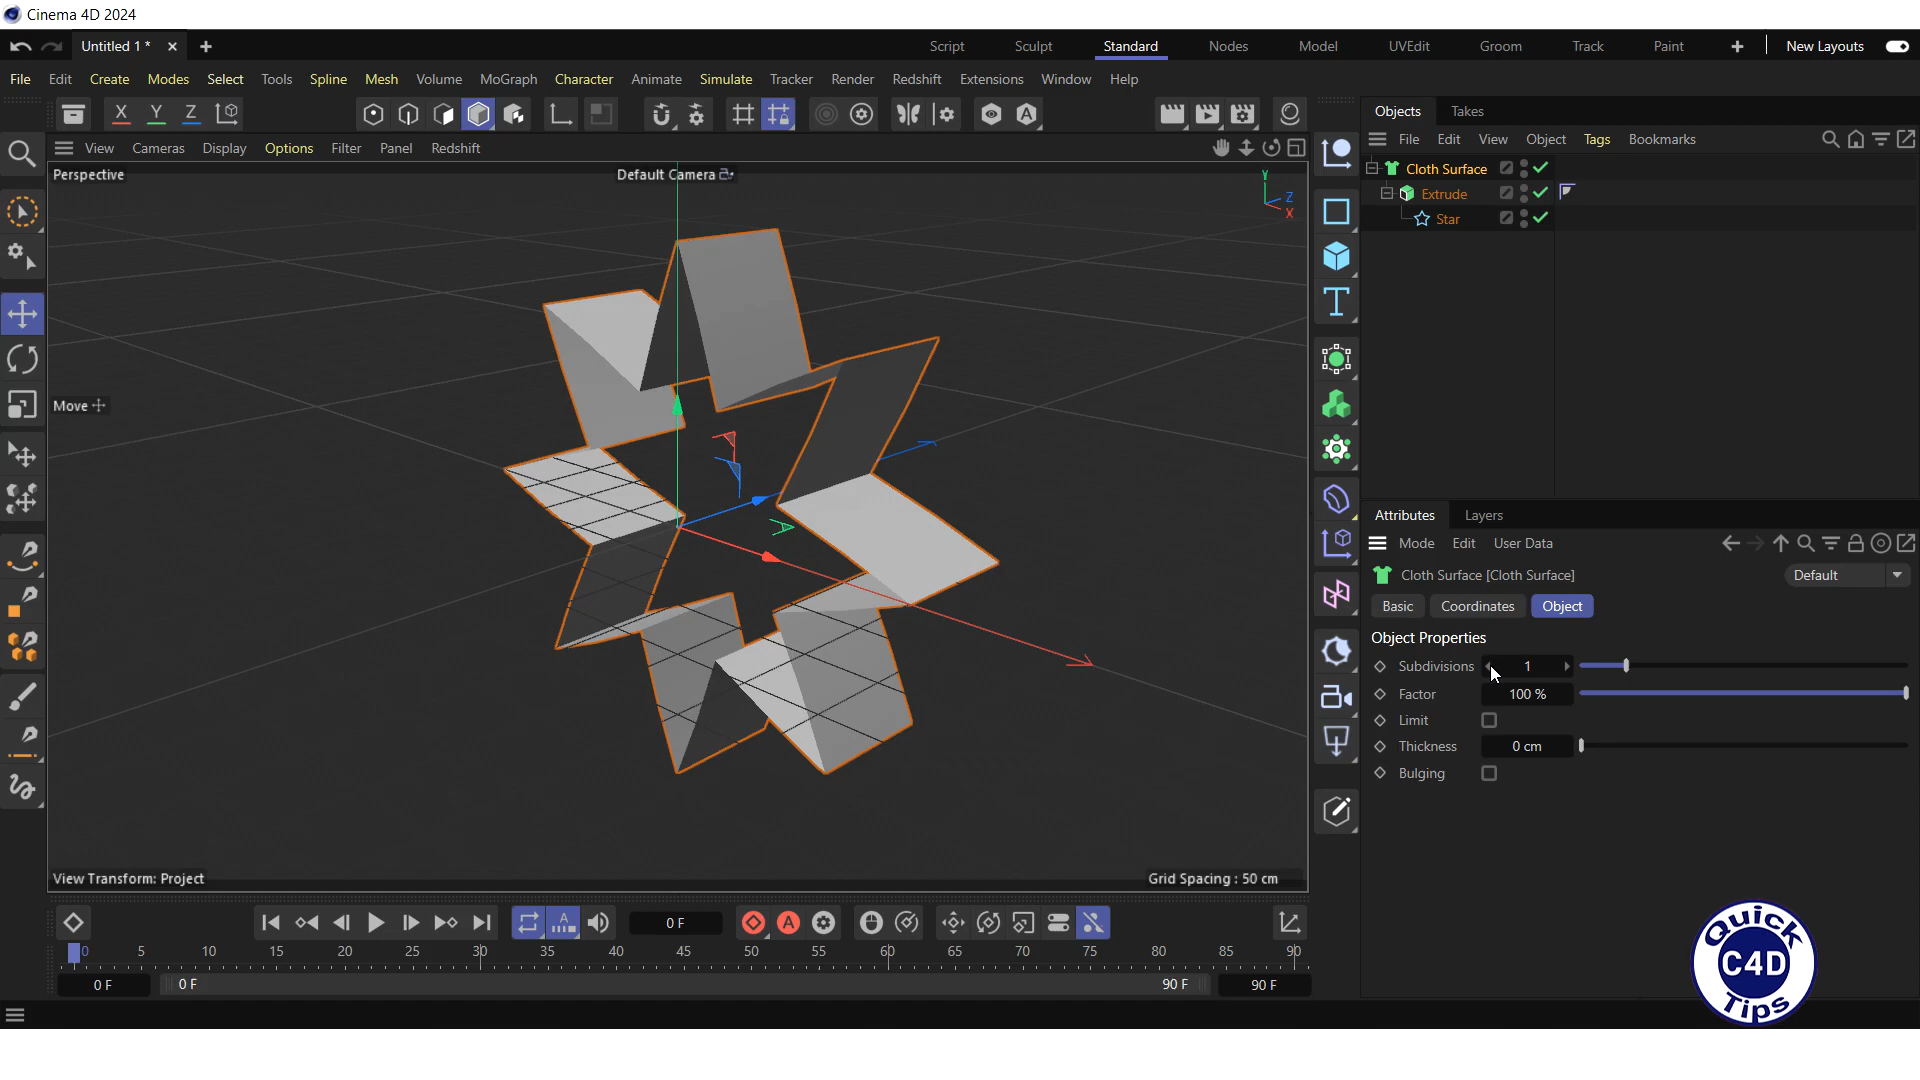 Cinema 4D 2024
Untitled 1 *
Script Sculpt Standard Nodes Model UVEdit Groom Track Paint New Layouts
File Edit Create Modes Select Tools Spline Mesh Volume MoGraph Character Animate Simulate Tracker Render Redshift Extensions Window Help
X Y Z
Objects Takes
File Edit View Object Tags Bookmarks
View Cameras Display Options Filter Panel Redshift
Perspective
Default Camera
Y
Z
X
Cloth Surface
Extrude
Star
Move
Attributes Layers
Mode Edit User Data
Cloth Surface [Cloth Surface]
Default
Basic Coordinates Object
Object Properties
Subdivisions 1
Factor 100 %
Limit
Thickness 0 cm
Bulging
View Transform: Project
Grid Spacing : 50 cm
0 F
0 5 10 15 20 25 30 35 40 45 50 55 60 65 70 75 80 85 90
0 F 0 F 90 F 90 F
Quick
C4D
Tips